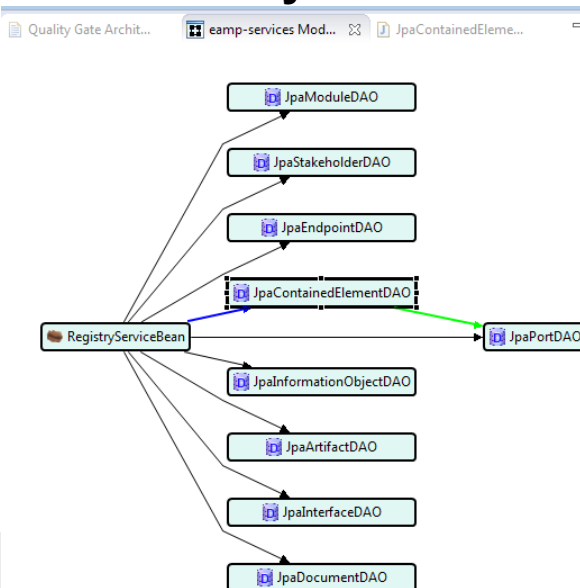 Quality Gate Archit...
eamp-services Mod...
JpaContainedEleme...
JpaModuleDAO
JpaStakeholderDAO
JpaEndpointDAO
JpaContainedElementDAO
RegistryServiceBean
JpaPortDAO
JpaInformationObjectDAO
JpaArtifactDAO
JpaInterfaceDAO
JpaDocumentDAO